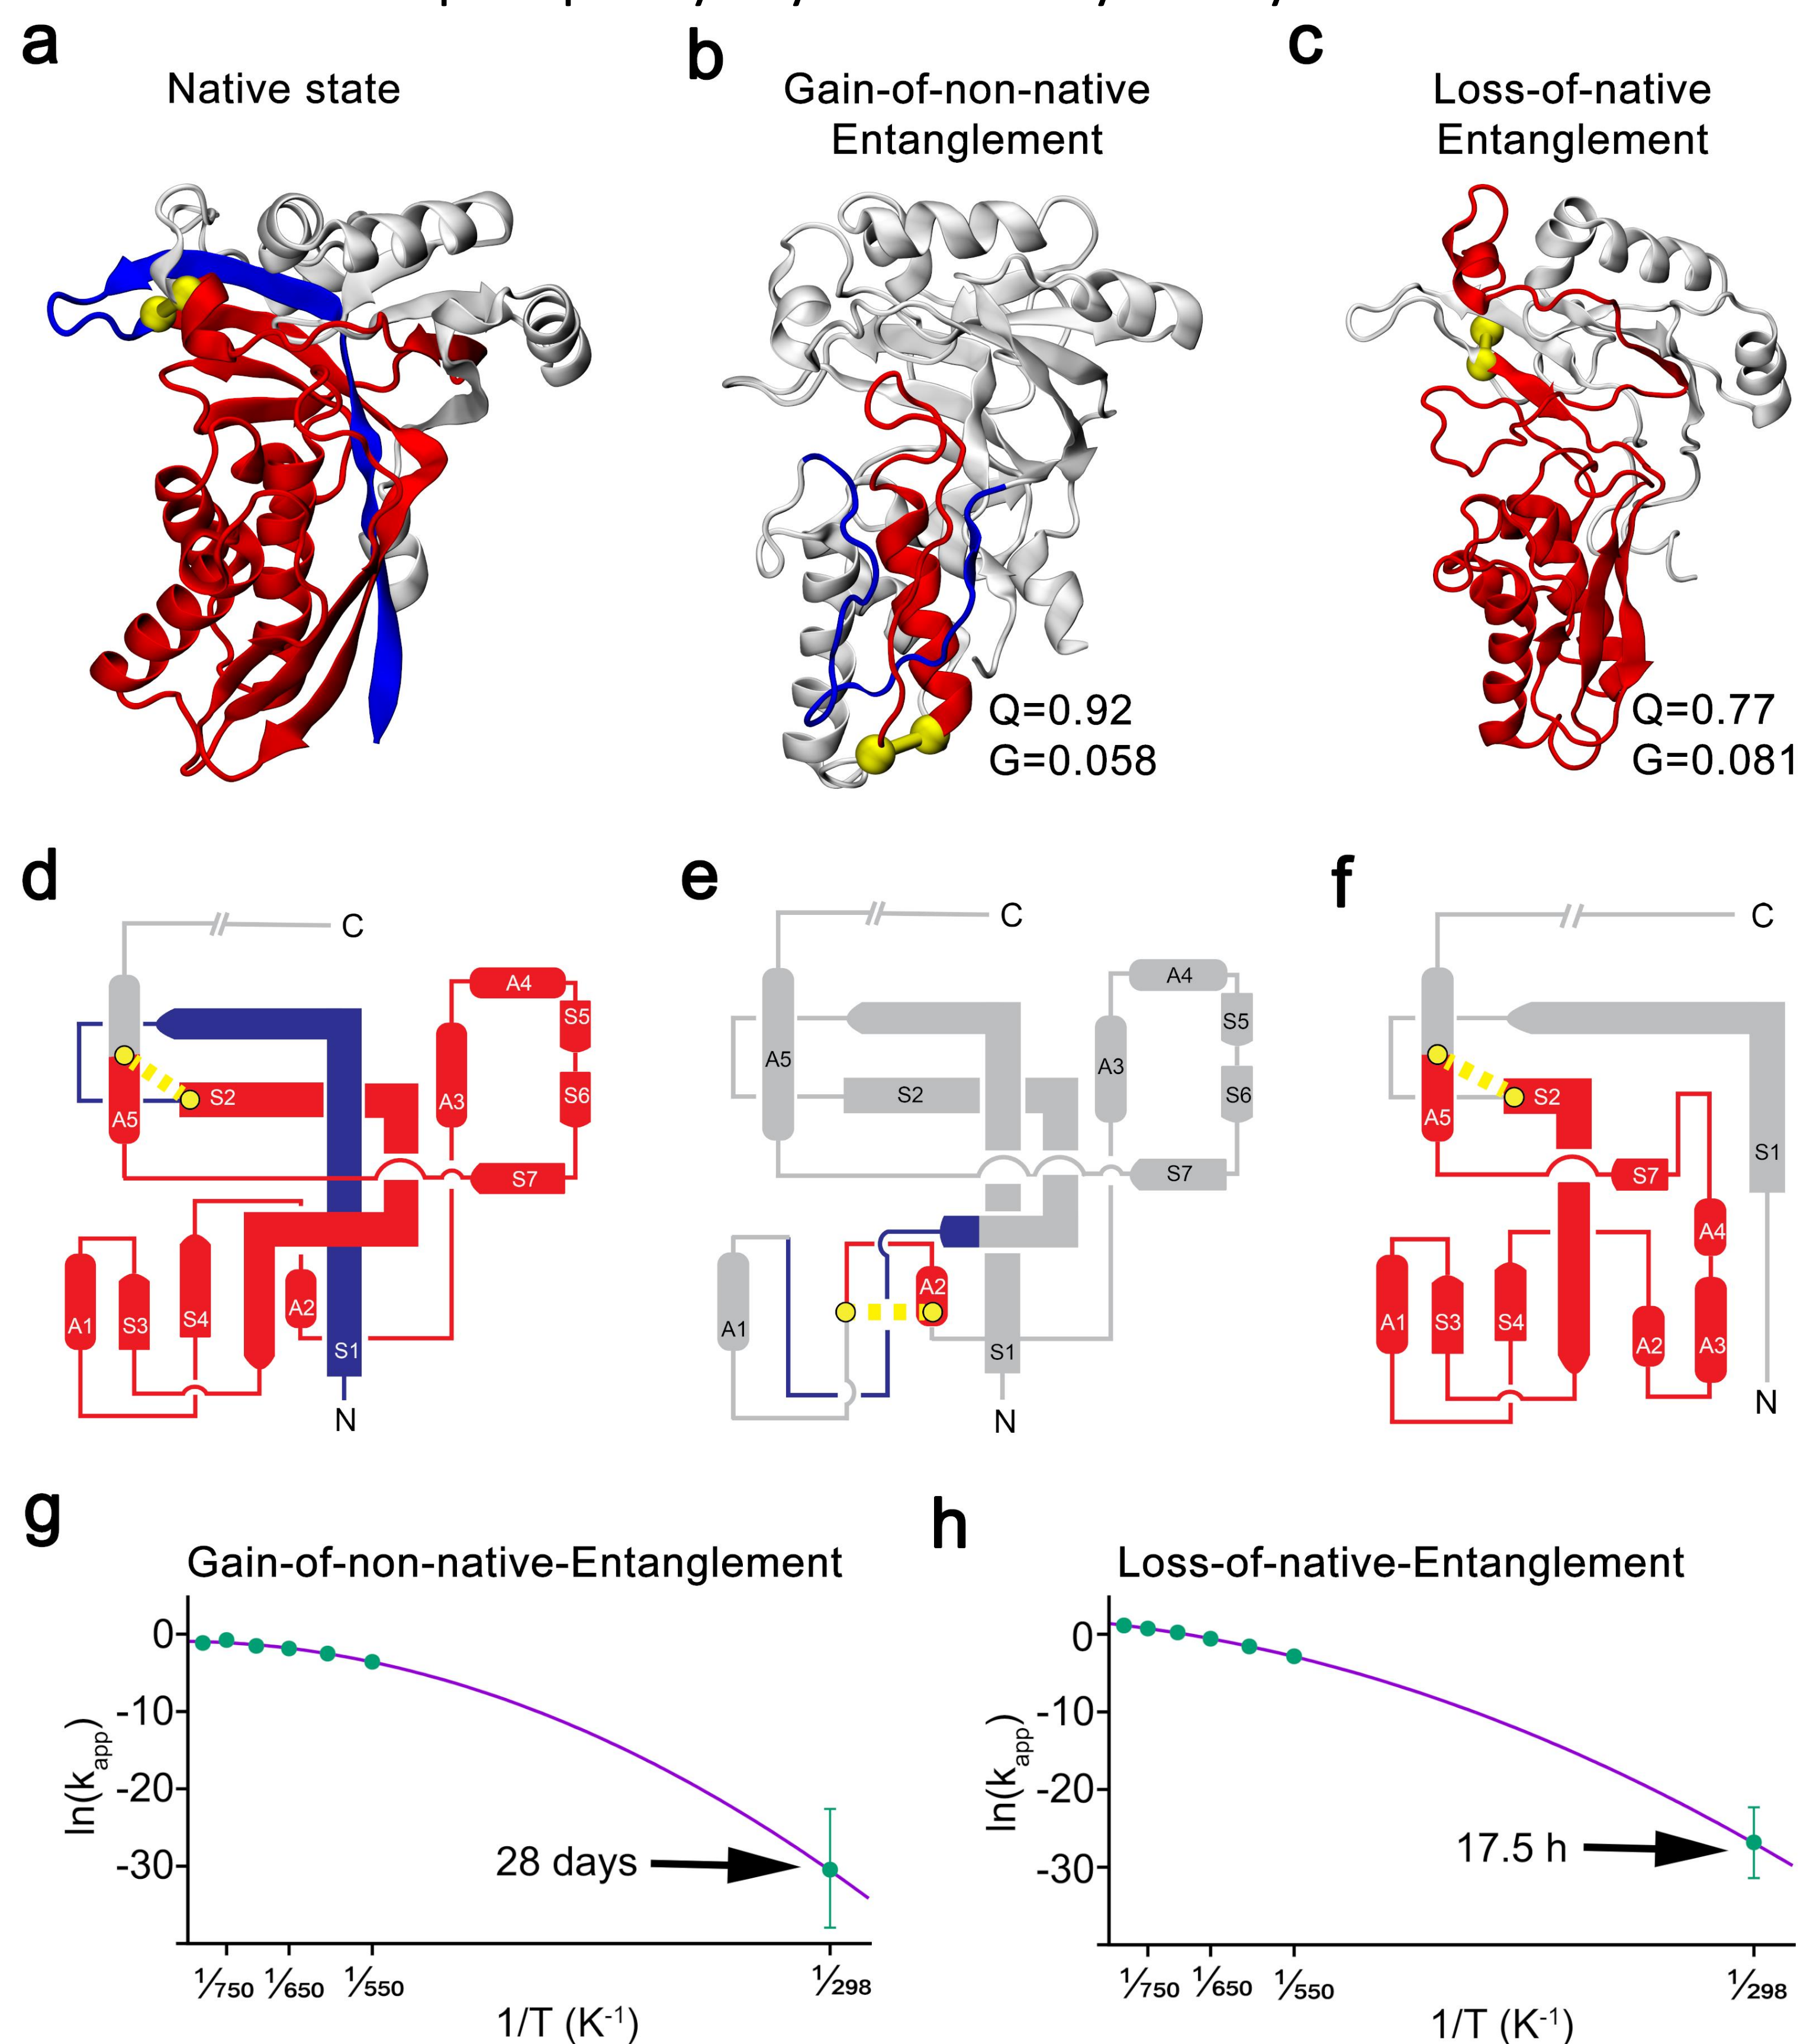 a
Native state
b
Gain-of-non-native
Entanglement
c
Loss-of-native
Entanglement
Q=0.92
G=0.058
Q=0.77
G=0.081
d
C
A4
S5
S2
A3
S6
A5
S7
A1
S3
S4
A2
S1
N
e
C
A4
S5
A5
A3
S2
S6
S7
A2
A1
S1
N
f
C
S2
A5
S1
S7
A4
A1
S3
S4
A2
A3
N
g
Gain-of-non-native-Entanglement
0
-10
-20
-30
ln(kapp)
28 days
1/750 1/650 1/550 1/298
1/T (K-1)
h
Loss-of-native-Entanglement
0
-10
-20
-30
ln(kapp)
17.5 h
1/750 1/650 1/550 1/298
1/T (K-1)